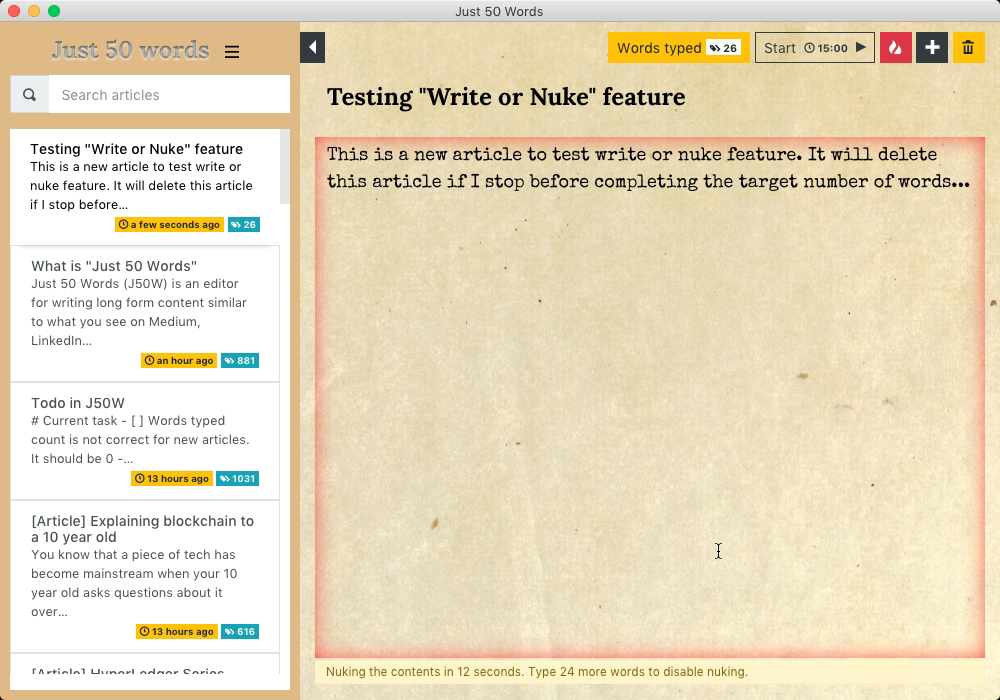 Just 50 Words
Just 50 words
Search articles
Testing "Write or Nuke" feature
This is a new article to test write or
nuke feature. It will delete this article
if I stop before...
a few seconds ago 26
What is "Just 50 Words"
Just 50 Words (J50W) is an editor
for writing long form content similar
to what you see on Medium,
LinkedIn...
an hour ago 881
Todo in J50W
# Current task - [ ] Words typed
count is not correct for new articles.
It should be 0 -...
13 hours ago 1031
[Article] Explaining blockchain to
a 10 year old
You know that a piece of tech has
become mainstream when your 10
year old asks questions about it
over...
13 hours ago 616
[Article] HyperLedger Series
Words typed 26 Start 15:00
Testing "Write or Nuke" feature
This is a new article to test write or nuke feature. It will delete
this article if I stop before completing the target number of words...
Nuking the contents in 12 seconds. Type 24 more words to disable nuking.